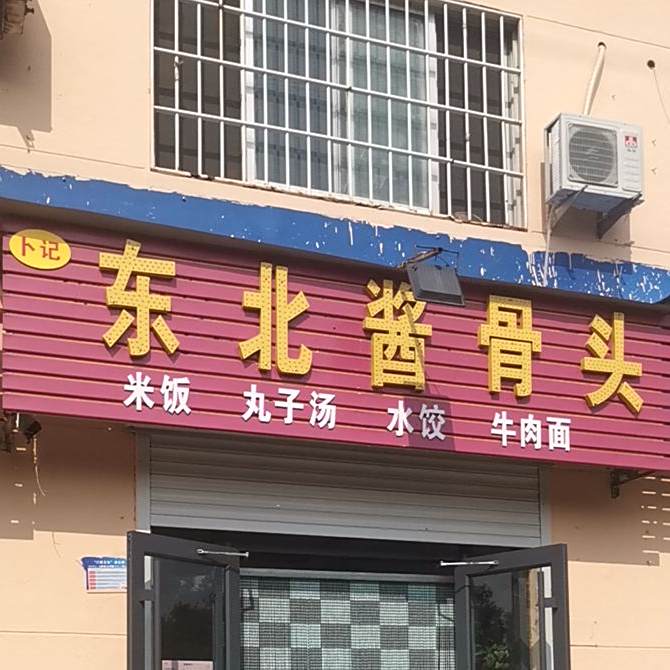 卜记
东北酱骨头
米饭 丸子汤 水饺 牛肉面